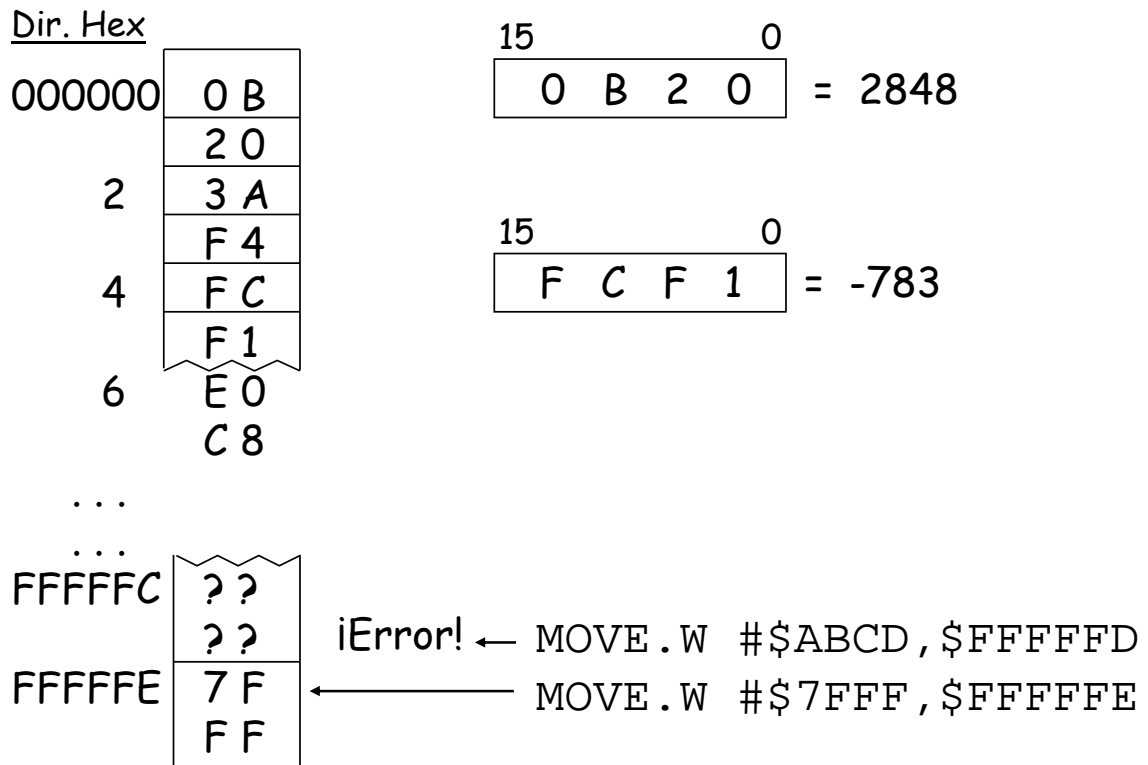 Dir. Hex
15 0
000000 0 B 0 B 2 0 = 2848
2 0
2 3 A
F 4 15 0
4 F C F C F 1 = -783
F 1
6 E 0
C 8
...
...
FFFFFC ? ?
? ? ¡Error! MOVE.W #$ABCD,$FFFFFD
FFFFFE 7 F MOVE.W #$7FFF,$FFFFFE
F F